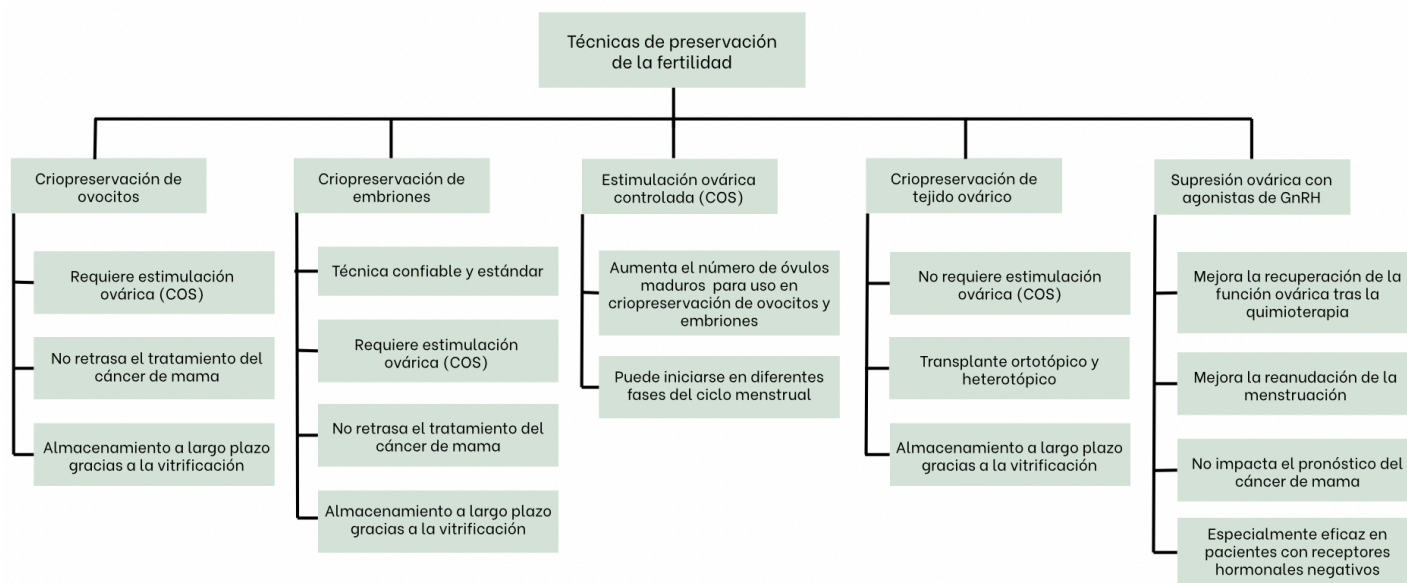 Técnicas de preservación
de la fertilidad
Criopreservación de
ovocitos
Requiere estimulación
ovárica (COS)
No retrasa el tratamiento del
cáncer de mama
Almacenamiento a largo plazo
gracias a la vitrificación
Criopreservación de
embriones
Técnica confiable y estándar
Requiere estimulación
ovárica (COS)
No retrasa el tratamiento del
cáncer de mama
Almacenamiento a largo plazo
gracias a la vitrificación
Estimulación ovárica
controlada (COS)
Aumenta el número de óvulos
maduros para uso en
criopreservación de ovocitos y
embriones
Puede iniciarse en diferentes
fases del ciclo menstrual
Criopreservación de
tejido ovárico
No requiere estimulación
ovárica (COS)
Transplante ortotópico y
heterotópico
Almacenamiento a largo plazo
gracias a la vitrificación
Supresión ovárica con
agonistas de GnRH
Mejora la recuperación de la
función ovárica tras la
quimioterapia
Mejora la reanudación de la
menstruación
No impacta el pronóstico del
cáncer de mama
Especialmente eficaz en
pacientes con receptores
hormonales negativos